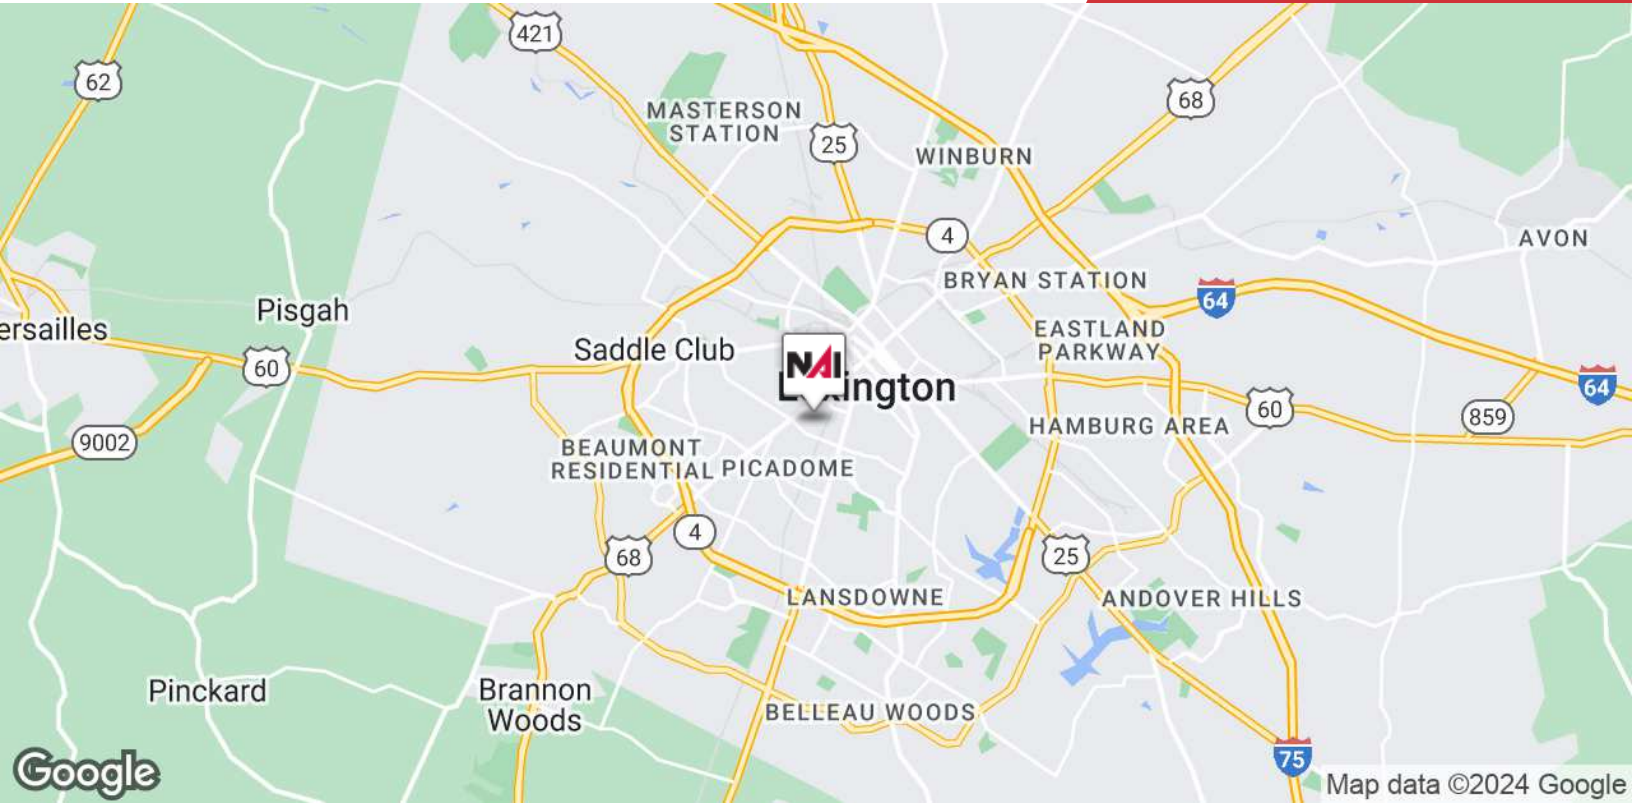 421
62
68
MASTERSON
STATION
25
WINBURN
4
AVON
BRYAN STATION
64
Pisgah
EASTLAND
PARKWAY
ersailles
Saddle Club
60
NAI
L
ington
64
60
859
9002
HAMBURG AREA
BEAUMONT
RESIDENTIAL
PICADOME
4
68
25
LANSDOWNE
ANDOVER HILLS
Pinckard
Brannon
Woods
BELLEAU WOODS
75
Google
Map data ©2024 Google